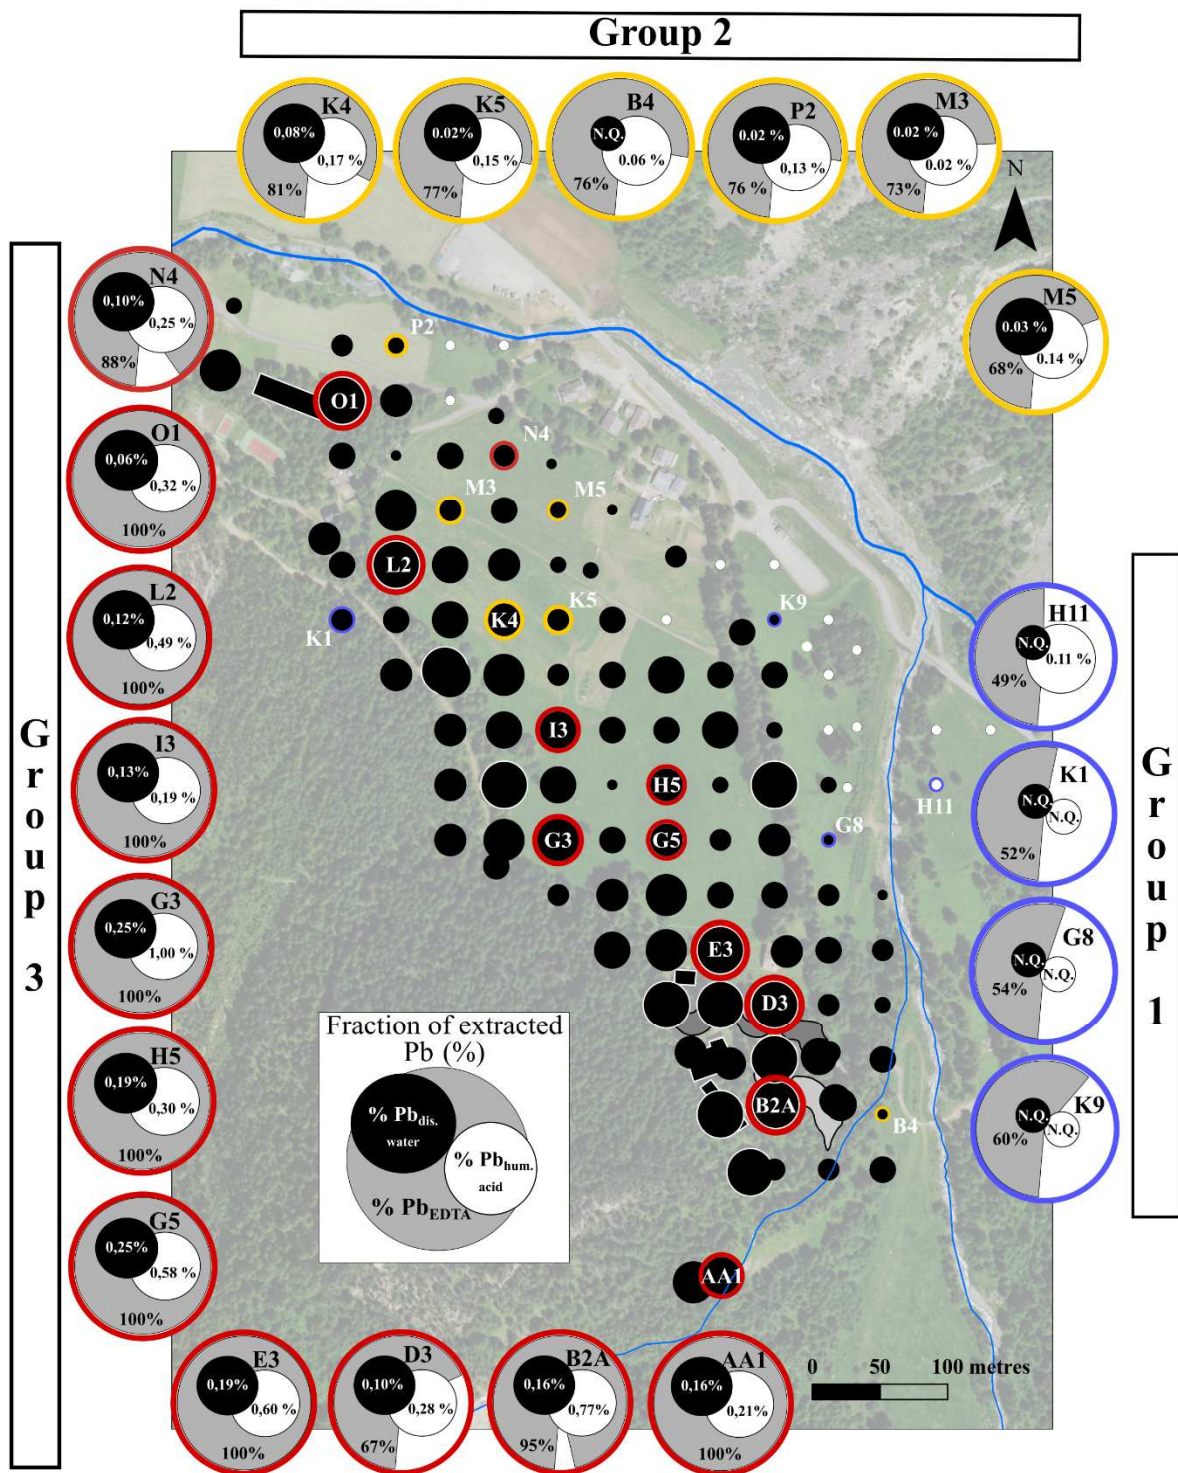 Group 2
K4
0,08%
0,17 %
81%
K5
0.02%
0,15 %
77%
B4
N.Q.
0.06 %
76%
P2
0.02 %
0,13 %
76 %
M3
0.02 %
0.02 %
73%
N
M5
0.03 %
0.14 %
68%
Group 3
N4
0,10%
0,25 %
88%
O1
0,06%
0,32 %
100%
L2
0,12%
0,49 %
100%
I3
0,13%
0,19 %
100%
G3
0,25%
1,00 %
100%
H5
0,19%
0,30 %
100%
G5
0,25%
0,58 %
100%
E3
0,19%
0,60 %
100%
D3
0,10%
0,28 %
67%
B2A
0,16%
0,77%
95%
AA1
0,16%
0,21%
100%
Group 1
H11
N.Q.
0.11 %
49%
K1
N.Q.
N.Q.
52%
G8
N.Q.
N.Q.
54%
K9
N.Q.
N.Q.
60%
P2
O1
N4
M3
M5
L2
K1
K4
K5
K9
I3
H5
H11
G3
G5
G8
E3
D3
B2A
B4
AA1
Fraction of extracted
Pb (%)
% Pbdis.
water
% Pbhum.
acid
% PbEDTA
0 50 100 metres